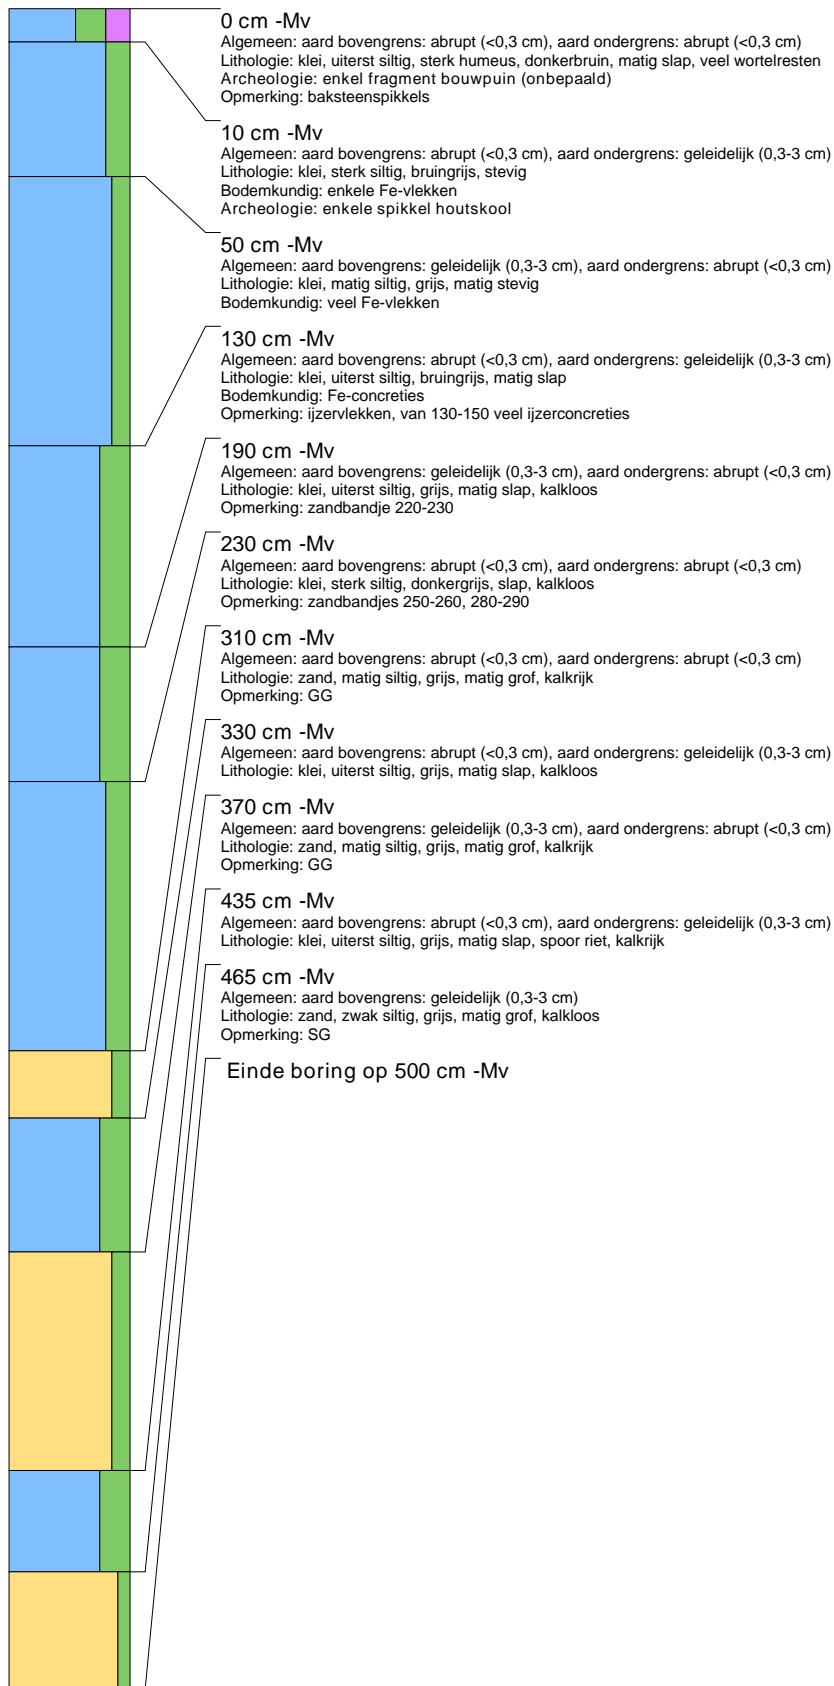 0 cm -Mv
Algemeen: aard bovengrens: abrupt (<0,3 cm), aard ondergrens: abrupt (<0,3 cm)
Lithologie: klei, uiterst siltig, sterk humeus, donkerbruin, matig slap, veel wortelresten
Archeologie: enkel fragment bouwpuin (onbepaald)
Opmerking: baksteenspikkels
10 cm -Mv
Algemeen: aard bovengrens: abrupt (<0,3 cm), aard ondergrens: geleidelijk (0,3-3 cm)
Lithologie: klei, sterk siltig, bruingrijs, stevig
Bodemkundig: enkele Fe-vlekken
Archeologie: enkele spikkel houtskool
50 cm -Mv
Algemeen: aard bovengrens: geleidelijk (0,3-3 cm), aard ondergrens: abrupt (<0,3 cm)
Lithologie: klei, matig siltig, grijs, matig stevig
Bodemkundig: veel Fe-vlekken
130 cm -Mv
Algemeen: aard bovengrens: abrupt (<0,3 cm), aard ondergrens: geleidelijk (0,3-3 cm)
Lithologie: klei, uiterst siltig, bruingrijs, matig slap
Bodemkundig: Fe-concreties
Opmerking: ijzervlekken, van 130-150 veel ijzerconcreties
190 cm -Mv
Algemeen: aard bovengrens: geleidelijk (0,3-3 cm), aard ondergrens: abrupt (<0,3 cm)
Lithologie: klei, uiterst siltig, grijs, matig slap, kalkloos
Opmerking: zandbandje 220-230
230 cm -Mv
Algemeen: aard bovengrens: abrupt (<0,3 cm), aard ondergrens: abrupt (<0,3 cm)
Lithologie: klei, sterk siltig, donkergrijs, slap, kalkloos
Opmerking: zandbandjes 250-260, 280-290
310 cm -Mv
Algemeen: aard bovengrens: abrupt (<0,3 cm), aard ondergrens: abrupt (<0,3 cm)
Lithologie: zand, matig siltig, grijs, matig grof, kalkrijk
Opmerking: GG
330 cm -Mv
Algemeen: aard bovengrens: abrupt (<0,3 cm), aard ondergrens: geleidelijk (0,3-3 cm)
Lithologie: klei, uiterst siltig, grijs, matig slap, kalkloos
370 cm -Mv
Algemeen: aard bovengrens: geleidelijk (0,3-3 cm), aard ondergrens: abrupt (<0,3 cm)
Lithologie: zand, matig siltig, grijs, matig grof, kalkrijk
Opmerking: GG
435 cm -Mv
Algemeen: aard bovengrens: abrupt (<0,3 cm), aard ondergrens: geleidelijk (0,3-3 cm)
Lithologie: klei, uiterst siltig, grijs, matig slap, spoor riet, kalkrijk
465 cm -Mv
Algemeen: aard bovengrens: geleidelijk (0,3-3 cm)
Lithologie: zand, zwak siltig, grijs, matig grof, kalkloos
Opmerking: SG
Einde boring op 500 cm -Mv